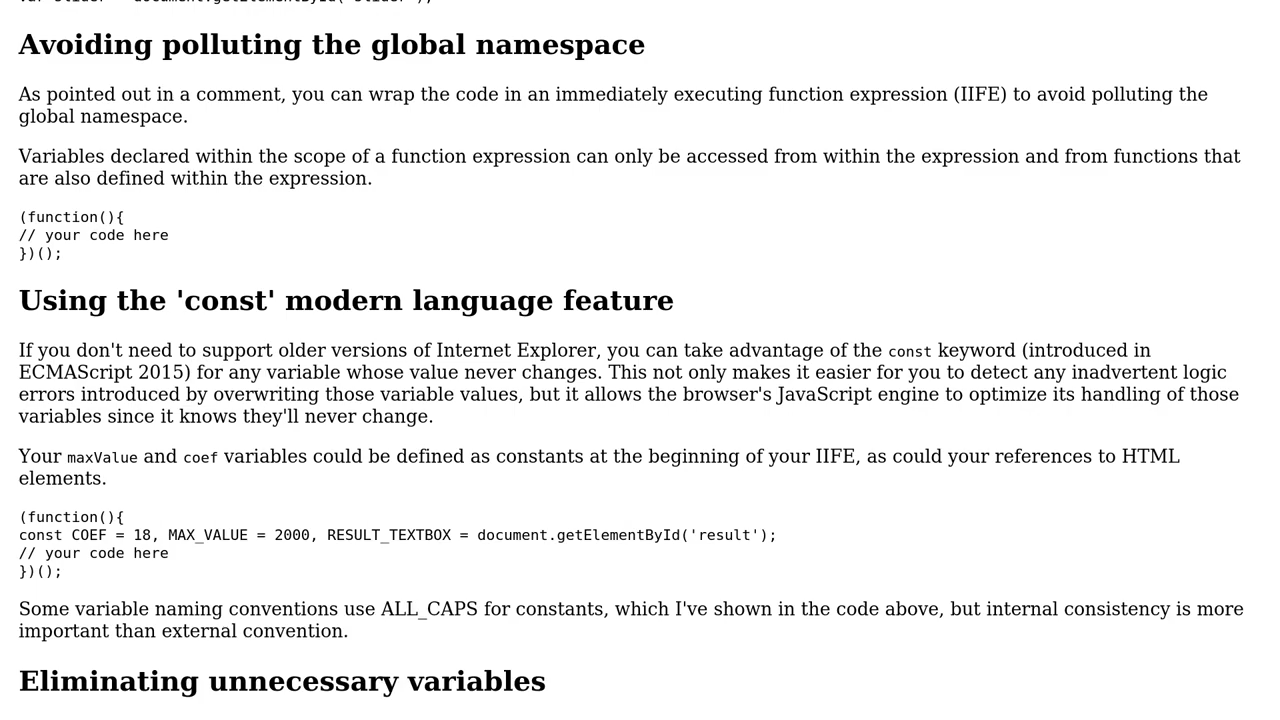 var slider = document.getElementById('slider');
Avoiding polluting the global namespace
As pointed out in a comment, you can wrap the code in an immediately executing function expression (IIFE) to avoid polluting the
global namespace.
Variables declared within the scope of a function expression can only be accessed from within the expression and from functions that
are also defined within the expression.
(function(){
// your code here
})();
Using the 'const' modern language feature
If you don't need to support older versions of Internet Explorer, you can take advantage of the const keyword (introduced in
ECMAScript 2015) for any variable whose value never changes. This not only makes it easier for you to detect any inadvertent logic
errors introduced by overwriting those variable values, but it allows the browser's JavaScript engine to optimize its handling of those
variables since it knows they'll never change.
Your maxValue and coef variables could be defined as constants at the beginning of your IIFE, as could your references to HTML
elements.
(function(){
const COEF = 18, MAX_VALUE = 2000, RESULT_TEXTBOX = document.getElementById('result');
// your code here
})();
Some variable naming conventions use ALL_CAPS for constants, which I've shown in the code above, but internal consistency is more
important than external convention.
Eliminating unnecessary variables